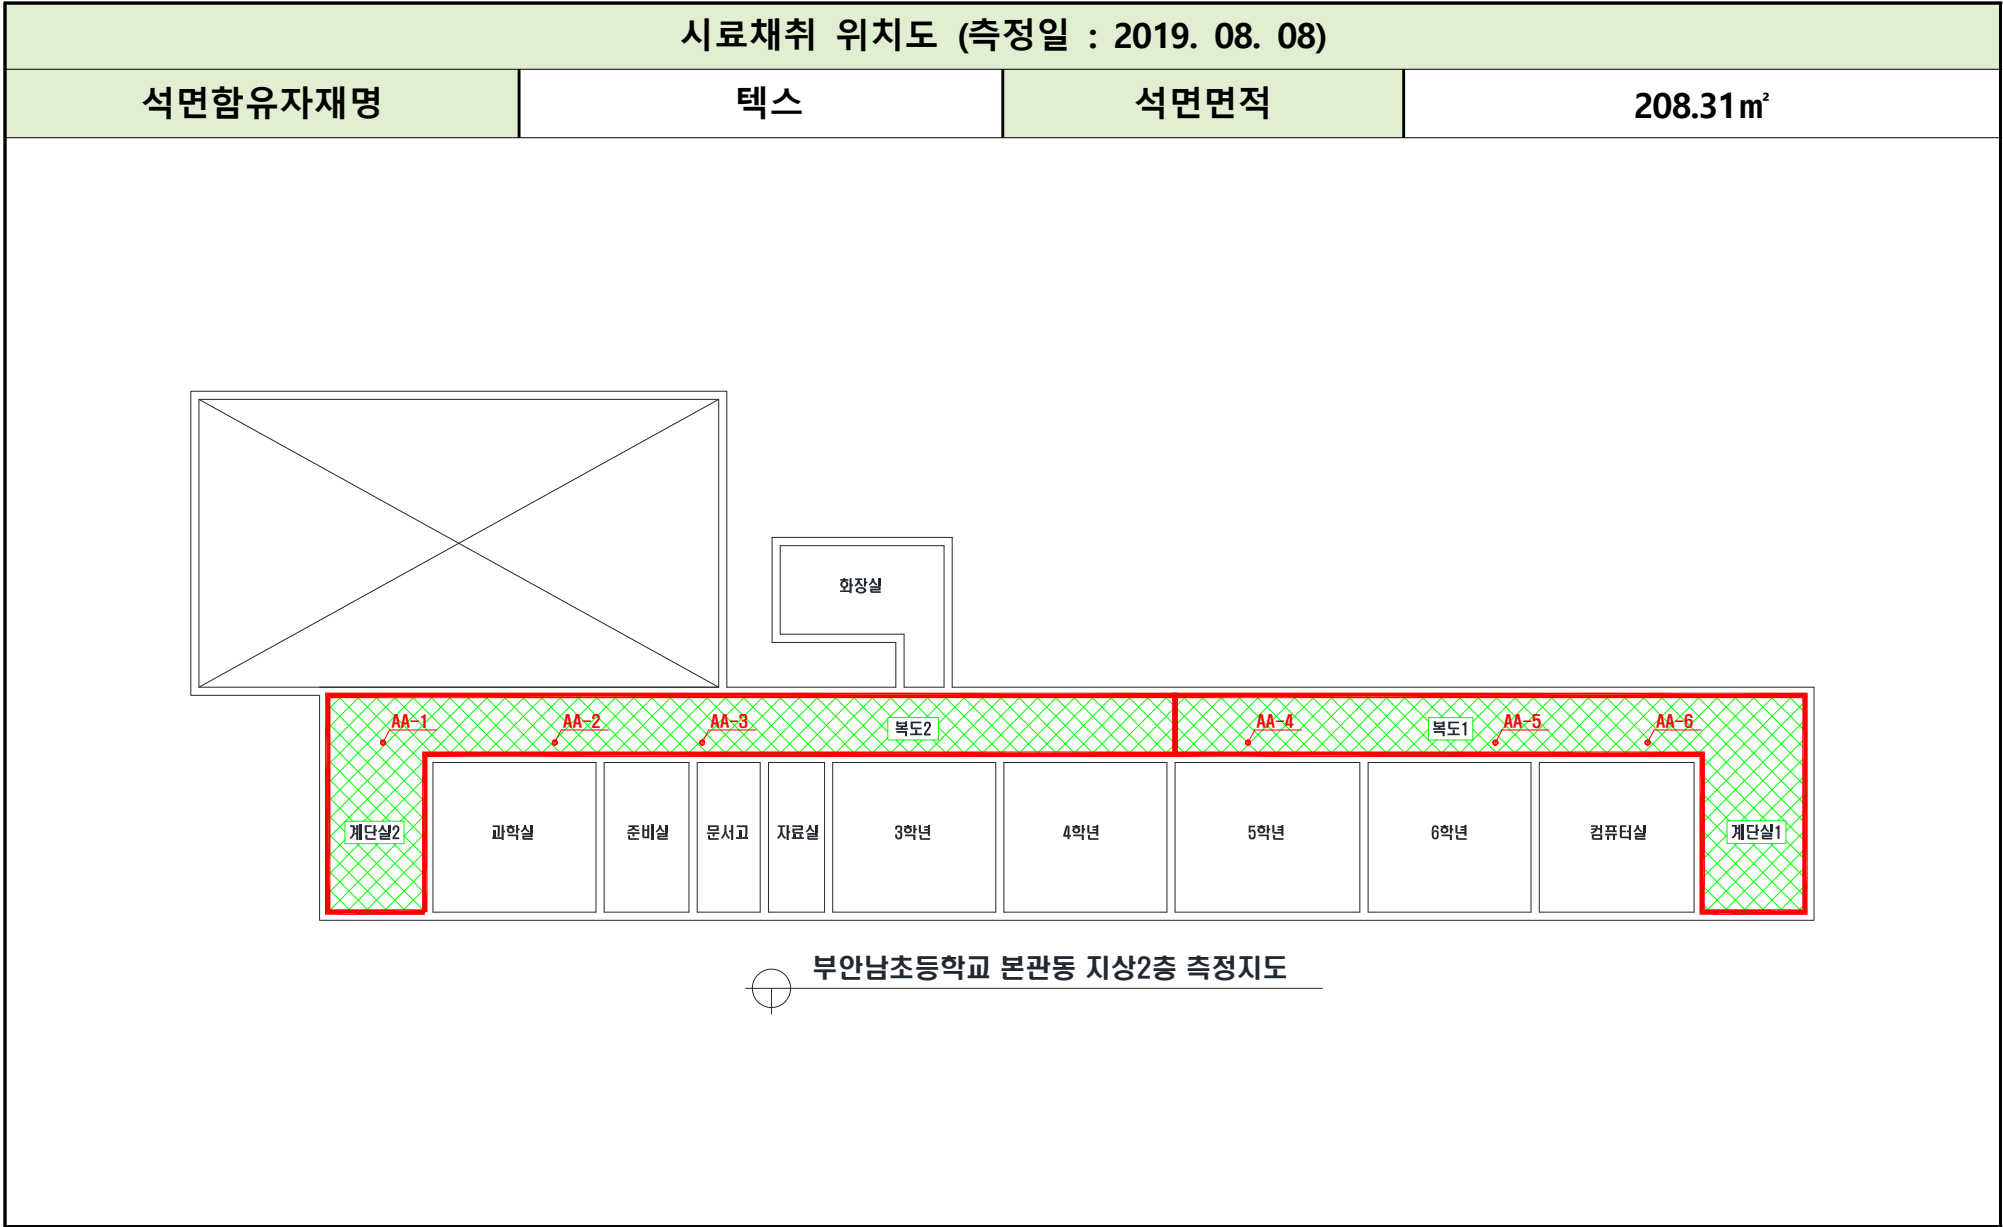 시료채취 위치도 (측정일 : 2019. 08. 08)
석면함유자재명 텍스 석면면적 208.31㎡
화장실
AA-1 AA-2 AA-3 복도2 AA-4 복도1 AA-5 AA-6
계단실2 과학실 준비실 문서고 자료실 3학년 4학년 5학년 6학년 컴퓨터실 계단실1
부안남초등학교 본관동 지상2층 측정지도